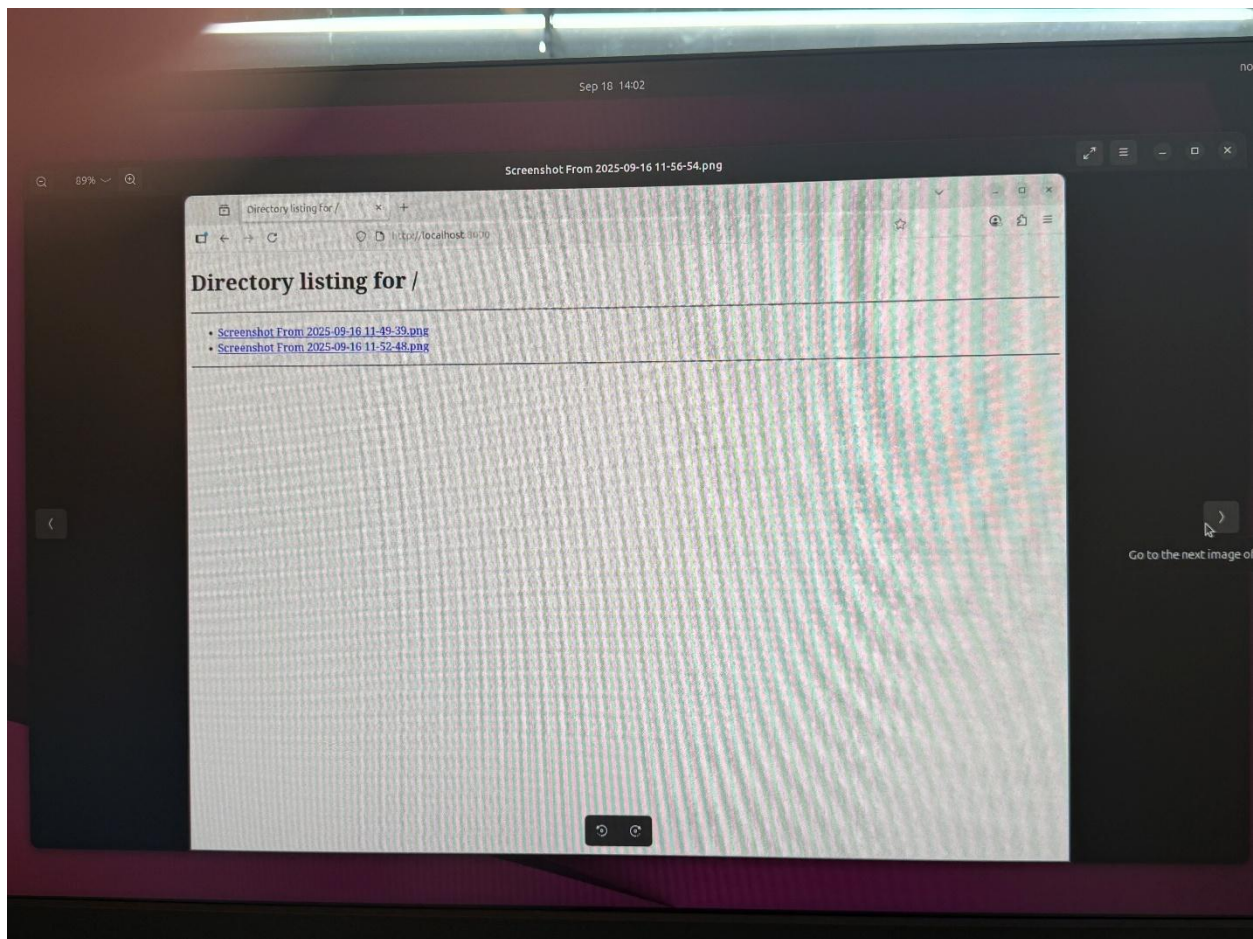 no
Sep 18 14:02
Screenshot From 2025-09-16 11-56-54.png
89%
Directory listing for /
http://localhost
Directory listing for /
Screenshot From 2025-09-16 11-49-39.png
Screenshot From 2025-09-16 11-52-48.png
Go to the next image of